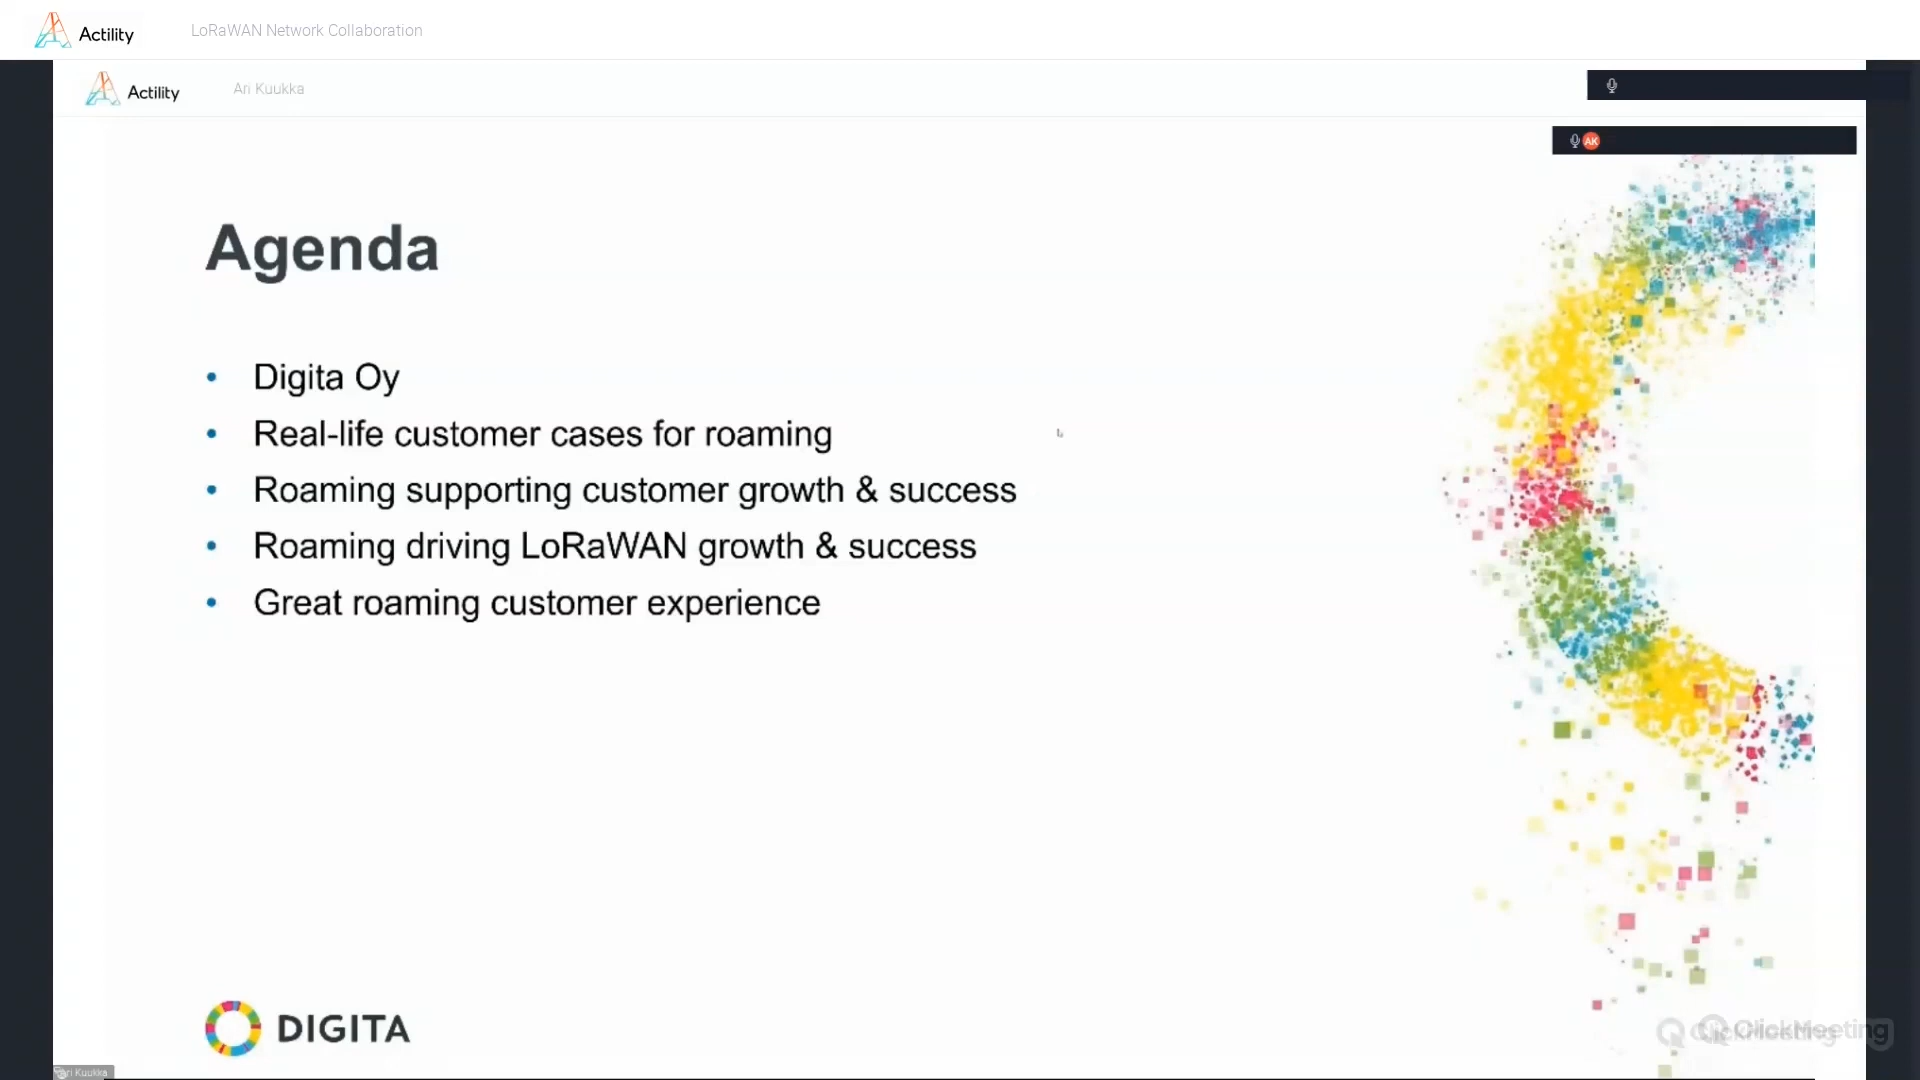 Actility LoRaWAN Network Collaboration
Actility Ari Kuukka
AK
Agenda
• Digita Oy
• Real-life customer cases for roaming
• Roaming supporting customer growth & success
• Roaming driving LoRaWAN growth & success
• Great roaming customer experience
DIGITA
ClickMeeting
Ari Kuukka